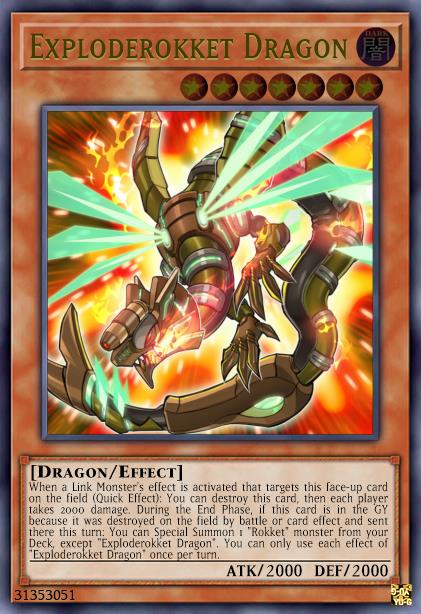 EXPLODEROKKET DRAGON
DARK
闇
[DRAGON/EFFECT]
When a Link Monster's effect is activated that targets this face-up card
on the field (Quick Effect): You can destroy this card, then each player
takes 2000 damage. During the End Phase, if this card is in the GY
because it was destroyed on the field by battle or card effect and sent
there this turn: You can Special Summon 1 "Rokket" monster from
your Deck, except "Exploderokket Dragon". You can only use each effect of
"Exploderokket Dragon" once per turn.
ATK/2000 DEF/2000
31353051